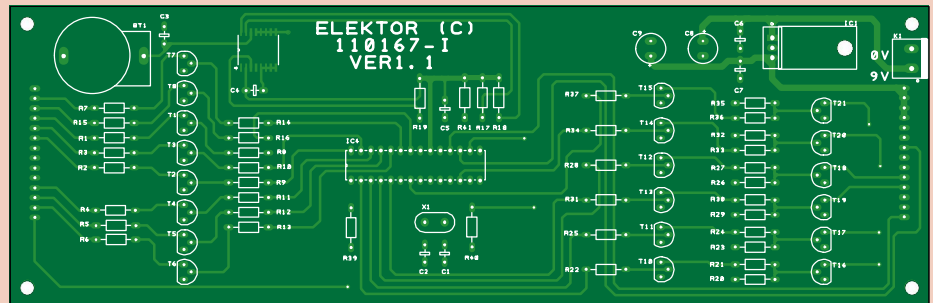 ELEKTOR (C)
110167-I
VER1.1
BT1
C3
C6
T7
T8
T1
T3
T2
T4
T5
T6
R7
R15
R1
R3
R2
R4
R5
R6
R14
R16
R8
R10
R9
R11
R12
R13
R19
C5
R61
R17
R18
IC4
R39
X1
C2
C1
R40
R37
R34
R28
R31
R25
R22
T15
T14
T12
T13
T11
T10
C9
C8
C6
C7
IC1
K1
0V
9V
R35
R36
R32
R33
R27
R26
R30
R29
R24
R23
R21
R20
T21
T20
T18
T19
T17
T16